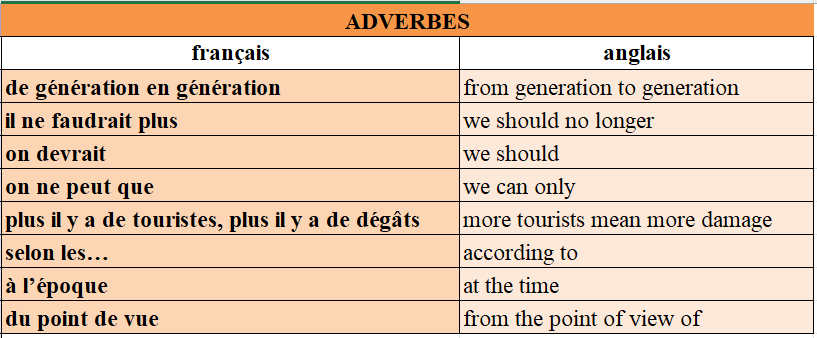 ADVERBES
français anglais
de génération en génération from generation to generation
il ne faudrait plus we should no longer
on devrait we should
on ne peut que we can only
plus il y a de touristes, plus il y a de dégâts more tourists mean more damage
selon les… according to
à l’époque at the time
du point de vue from the point of view of